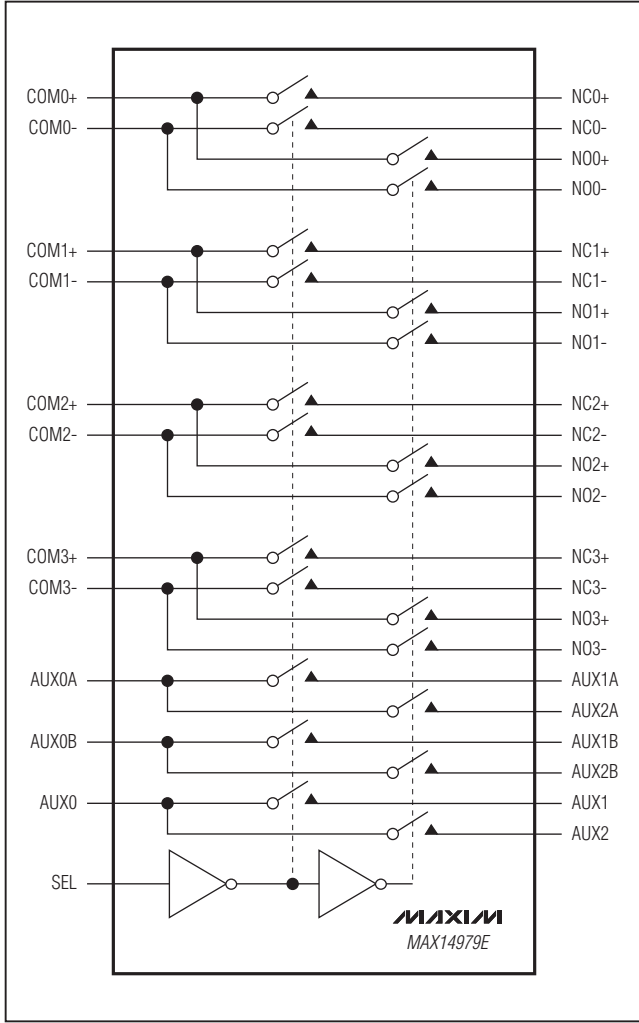 COM0+ NC0+
COM0- NC0-
NO0+
NO0-
COM1+ NC1+
COM1- NC1-
NO1+
NO1-
COM2+ NC2+
COM2- NC2-
NO2+
NO2-
COM3+ NC3+
COM3- NC3-
NO3+
NO3-
AUX0A AUX1A
AUX2A
AUX0B AUX1B
AUX2B
AUX0 AUX1
AUX2
SEL
MAXIM
MAX14979E